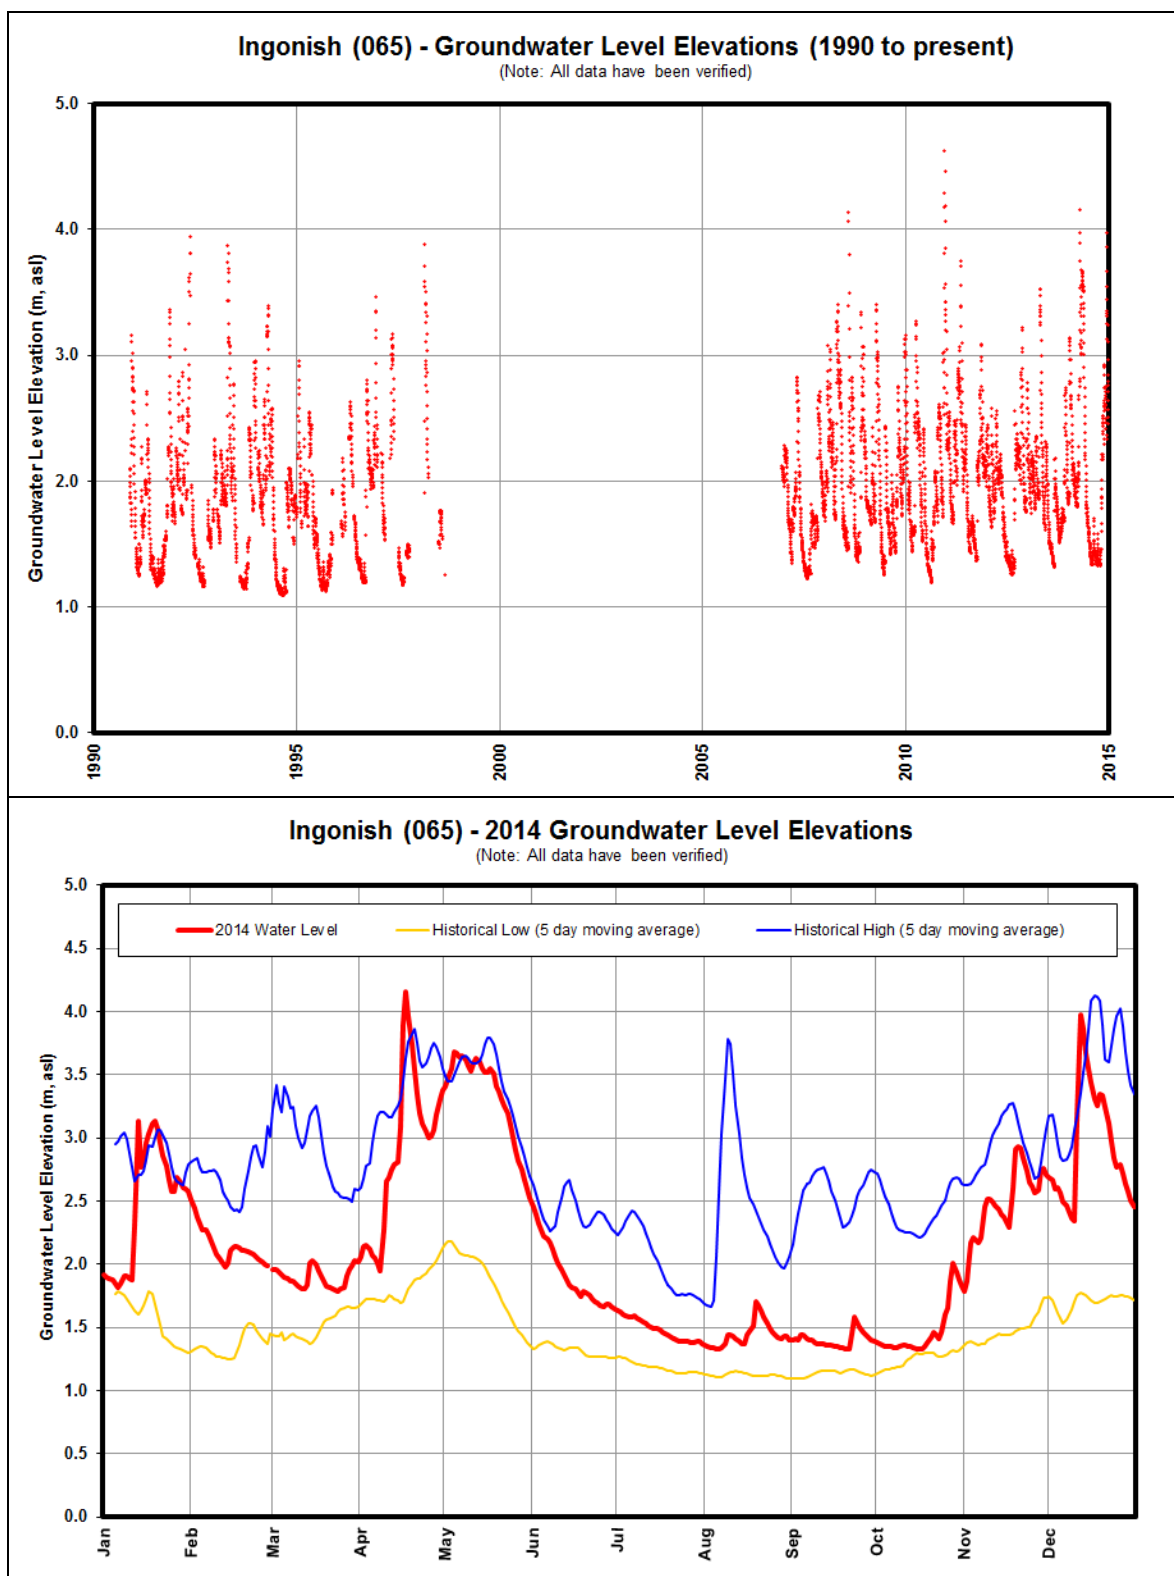 Ingonish (065) - Groundwater Level Elevations (1990 to present)
(Note: All data have been verified)
Groundwater Level Elevation (m, asl)
5.0
4.0
3.0
2.0
1.0
0.0
1990
1995
2000
2005
2010
2015
Ingonish (065) - 2014 Groundwater Level Elevations
(Note: All data have been verified)
2014 Water Level
Historical Low (5 day moving average)
Historical High (5 day moving average)
Groundwater Level Elevation (m, asl)
5.0
4.5
4.0
3.5
3.0
2.5
2.0
1.5
1.0
0.5
0.0
Jan
Feb
Mar
Apr
May
Jun
Jul
Aug
Sep
Oct
Nov
Dec